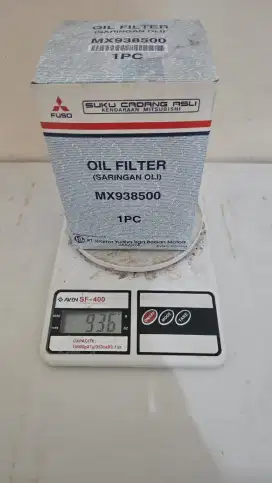 OIL FILTER
(SARINGAN OLI)
MX938500
1PC
FUSO
SUKU CADANG ASLI
KENDARAAN MITSUBISHI
OIL FILTER
(SARINGAN OLI)
MX938500
1PC
SF-400
936
CAPACITY: